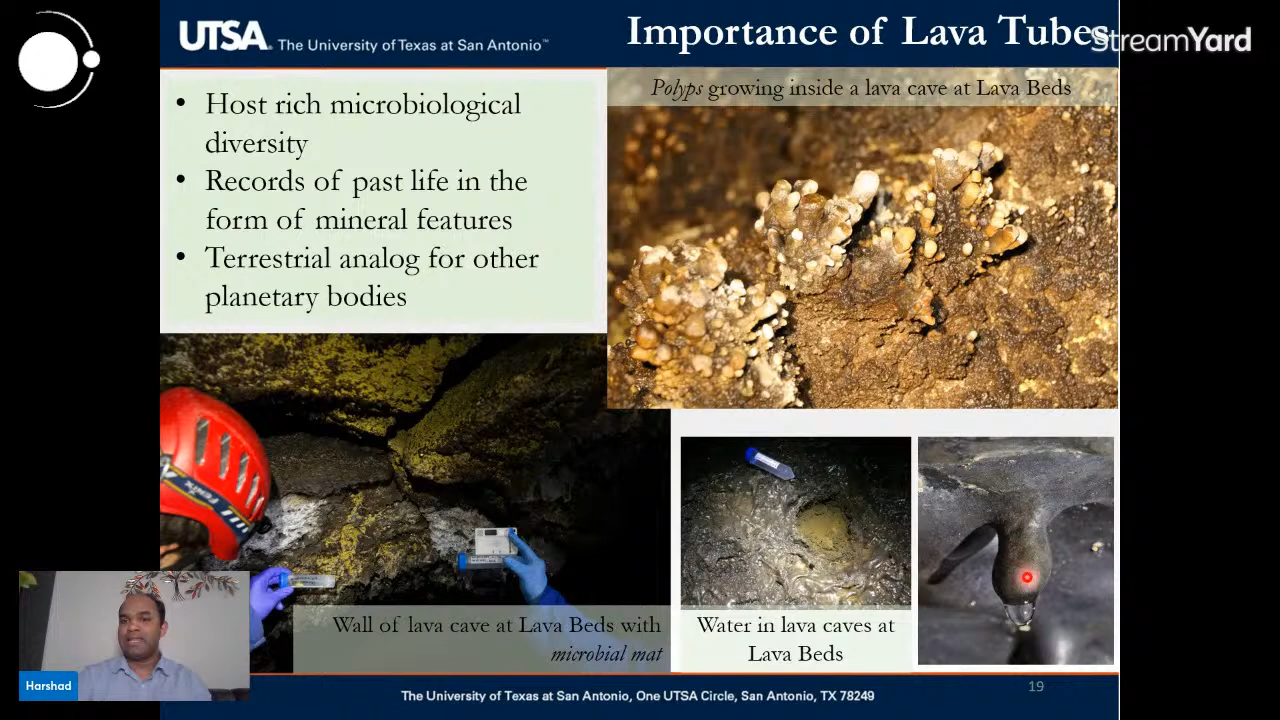 UTSA. The University of Texas at San Antonio™
Importance of Lava Tubes
StreamYard
• Host rich microbiological
diversity
• Records of past life in the
form of mineral features
• Terrestrial analog for other
planetary bodies
Polyps growing inside a lava cave at Lava Beds
Fenix
Wall of lava cave at Lava Beds with
microbial mat
Water in lava caves at
Lava Beds
Harshad
The University of Texas at San Antonio, One UTSA Circle, San Antonio, TX 78249
19